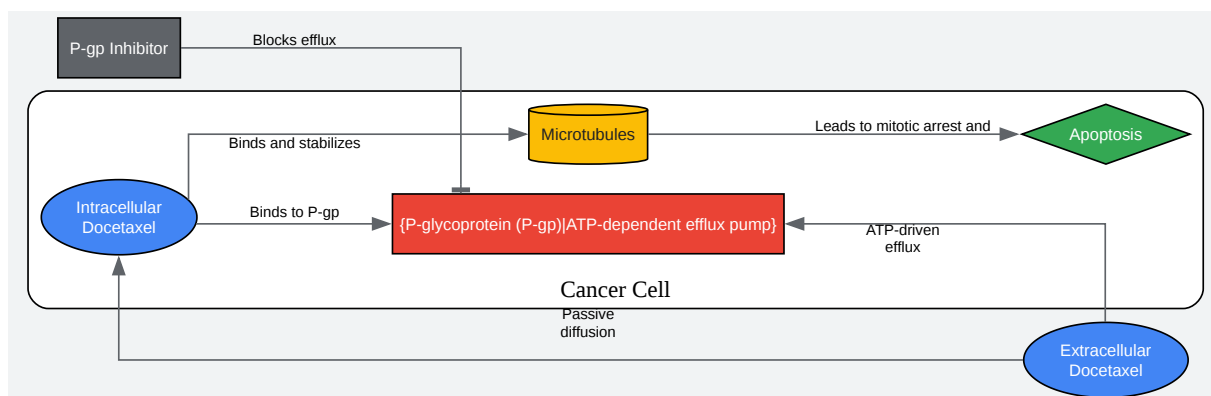 P-gp Inhibitor
Blocks efflux
Microtubules
Leads to mitotic arrest and
Apoptosis
Binds and stabilizes
Intracellular
Docetaxel
Binds to P-gp
{P-glycoprotein (P-gp)|ATP-dependent efflux pump}
ATP-driven
efflux
Cancer Cell
Passive
diffusion
Extracellular
Docetaxel